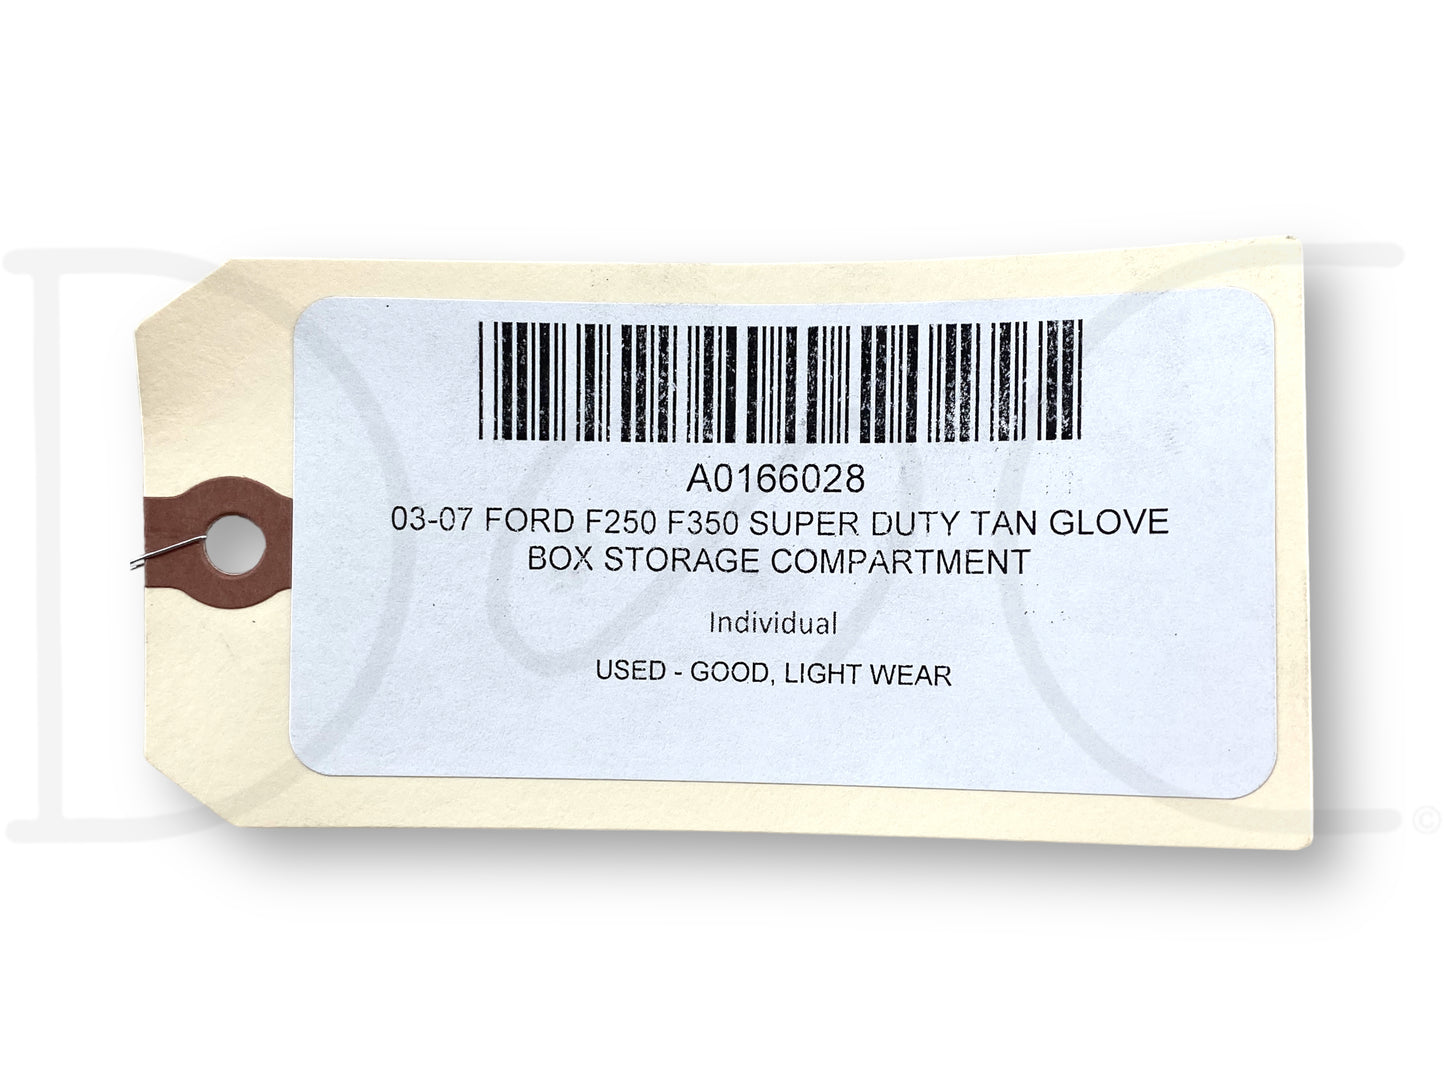 A0166028
03-07 FORD F250 F350 SUPER DUTY TAN GLOVE
BOX STORAGE COMPARTMENT
Individual
USED - GOOD, LIGHT WEAR
©